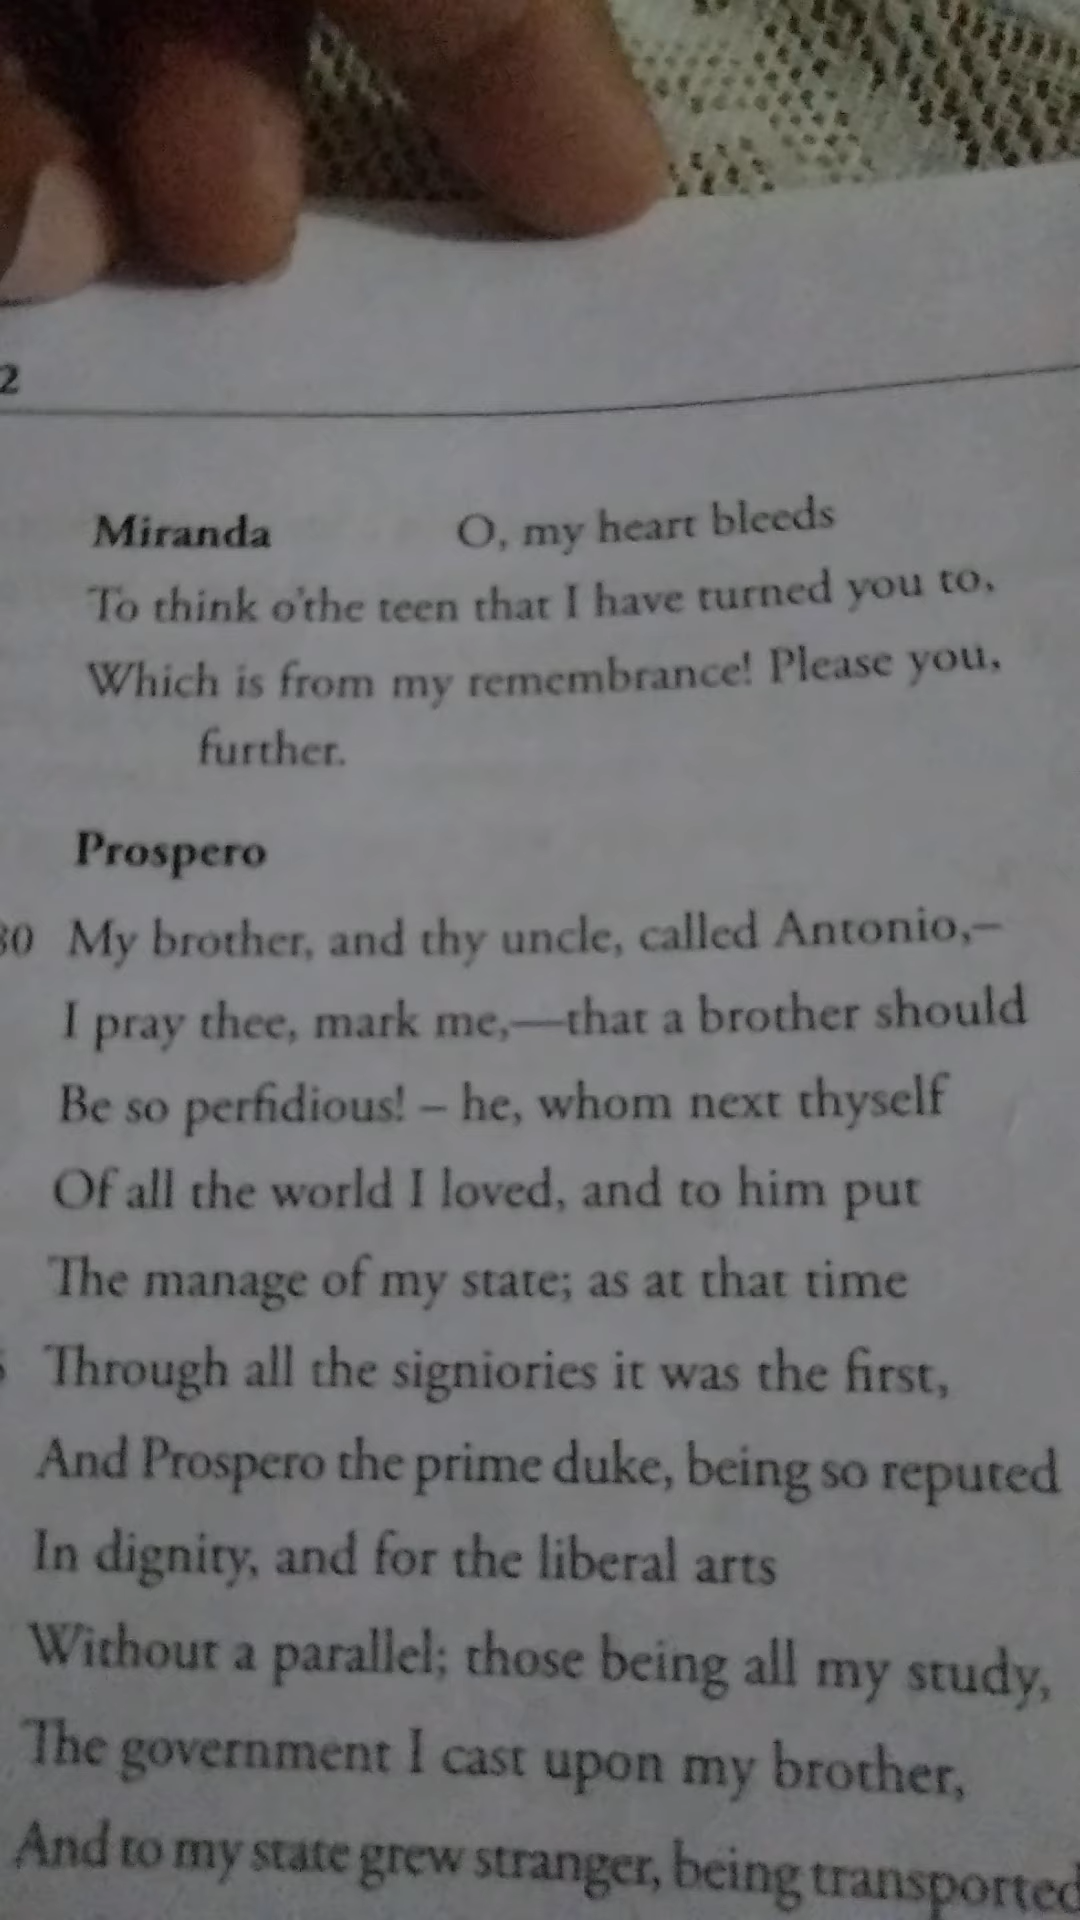 2
Miranda O, my heart bleeds
To think o'the teen that I have turned you to,
Which is from my remembrance! Please you,
further.
Prospero
30 My brother, and thy uncle, called Antonio,–
I pray thee, mark me,—that a brother should
Be so perfidious! – he, whom next thyself
Of all the world I loved, and to him put
The manage of my state; as at that time
Through all the signiories it was the first,
And Prospero the prime duke, being so reputed
In dignity, and for the liberal arts
Without a parallel; those being all my study,
The government I cast upon my brother,
And to my state grew stranger, being transported